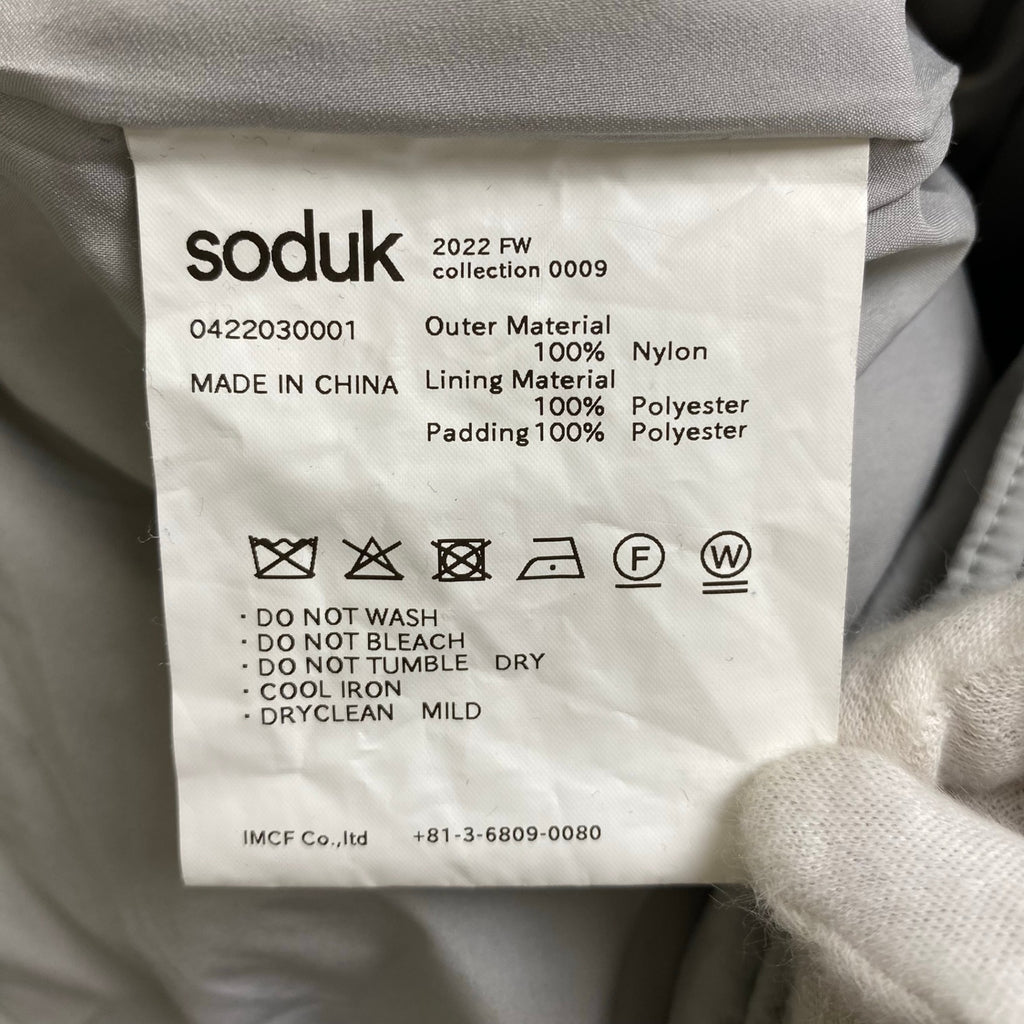 soduk
2022 FW
collection 0009
0422030001
MADE IN CHINA
Outer Material
100% Nylon
Lining Material
100% Polyester
Padding 100% Polyester
F
W
· DO NOT WASH
· DO NOT BLEACH
· DO NOT TUMBLE DRY
· COOL IRON
· DRYCLEAN MILD
IMCF Co.,ltd +81-3-6809-0080